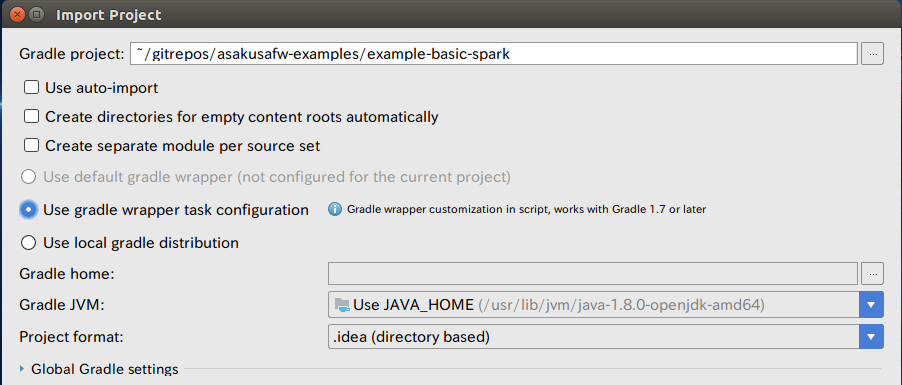 Import Project
Gradle project: ~/gitrepos/asakusafw-examples/example-basic-spark ...
Use auto-import
Create directories for empty content roots automatically
Create separate module per source set
Use default gradle wrapper (not configured for the current project)
Use gradle wrapper task configuration Gradle wrapper customization in script, works with Gradle 1.7 or later
Use local gradle distribution
Gradle home: ...
Gradle JVM: Use JAVA_HOME (/usr/lib/jvm/java-1.8.0-openjdk-amd64)
Project format: .idea (directory based)
Global Gradle settings